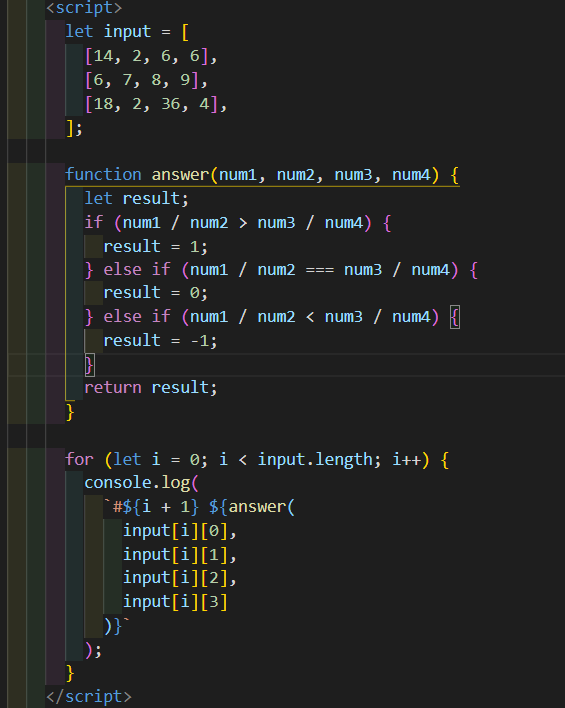 <script>
let input = [
[14, 2, 6, 6],
[6, 7, 8, 9],
[18, 2, 36, 4],
];
function answer(num1, num2, num3, num4) {
let result;
if (num1 / num2 > num3 / num4) {
result = 1;
} else if (num1 / num2 === num3 / num4) {
result = 0;
} else if (num1 / num2 < num3 / num4) {
result = -1;
}
return result;
}
for (let i = 0; i < input.length; i++) {
console.log(
`#${i + 1} ${answer(
input[i][0],
input[i][1],
input[i][2],
input[i][3]
)}`
);
}
</script>